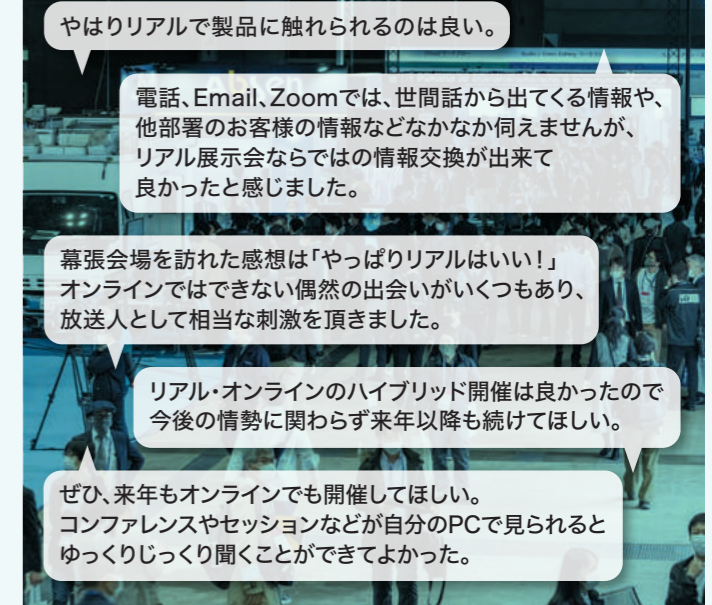 やはりリアルで製品に触れられるのは良い。
電話、Email、Zoomでは、世間話から出てくる情報や、
他部署のお客様の情報などなかなか伺えませんが、
リアル展示会ならではの情報交換が出来て
良かったと感じました。
幕張会場を訪れた感想は「やっぱりリアルはいい！」
オンラインではできない偶然の出会いがいくつもあり、
放送人として相当な刺激を頂きました。
リアル・オンラインのハイブリッド開催は良かったので
今後の情勢に関わらず来年以降も続けてほしい。
ぜひ、来年もオンラインでも開催してほしい。
コンファレンスやセッションなどが自分のPCで見られると
ゆっくりじっくり聞くことができてよかった。